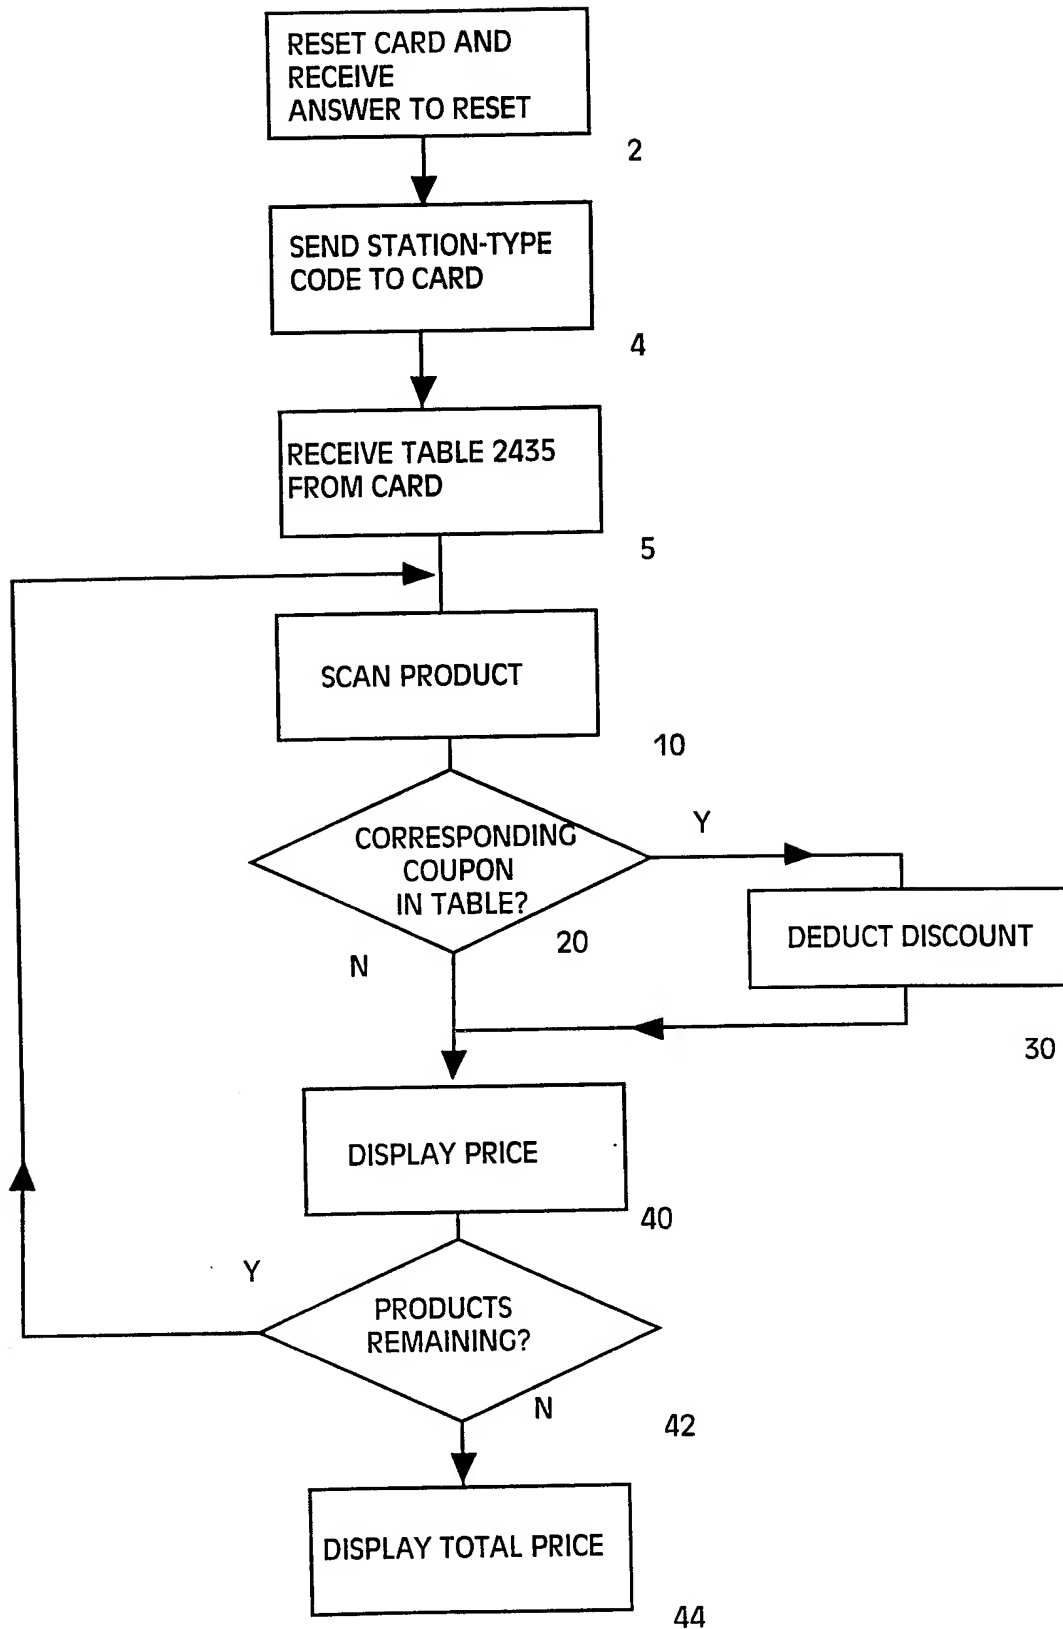 RESET CARD AND
RECEIVE
ANSWER TO RESET
2
SEND STATION-TYPE
CODE TO CARD
4
RECEIVE TABLE 2435
FROM CARD
5
SCAN PRODUCT
10
CORRESPONDING
COUPON
IN TABLE?
Y
20
N
DEDUCT DISCOUNT
30
DISPLAY PRICE
40
Y
PRODUCTS
REMAINING?
N
42
DISPLAY TOTAL PRICE
44